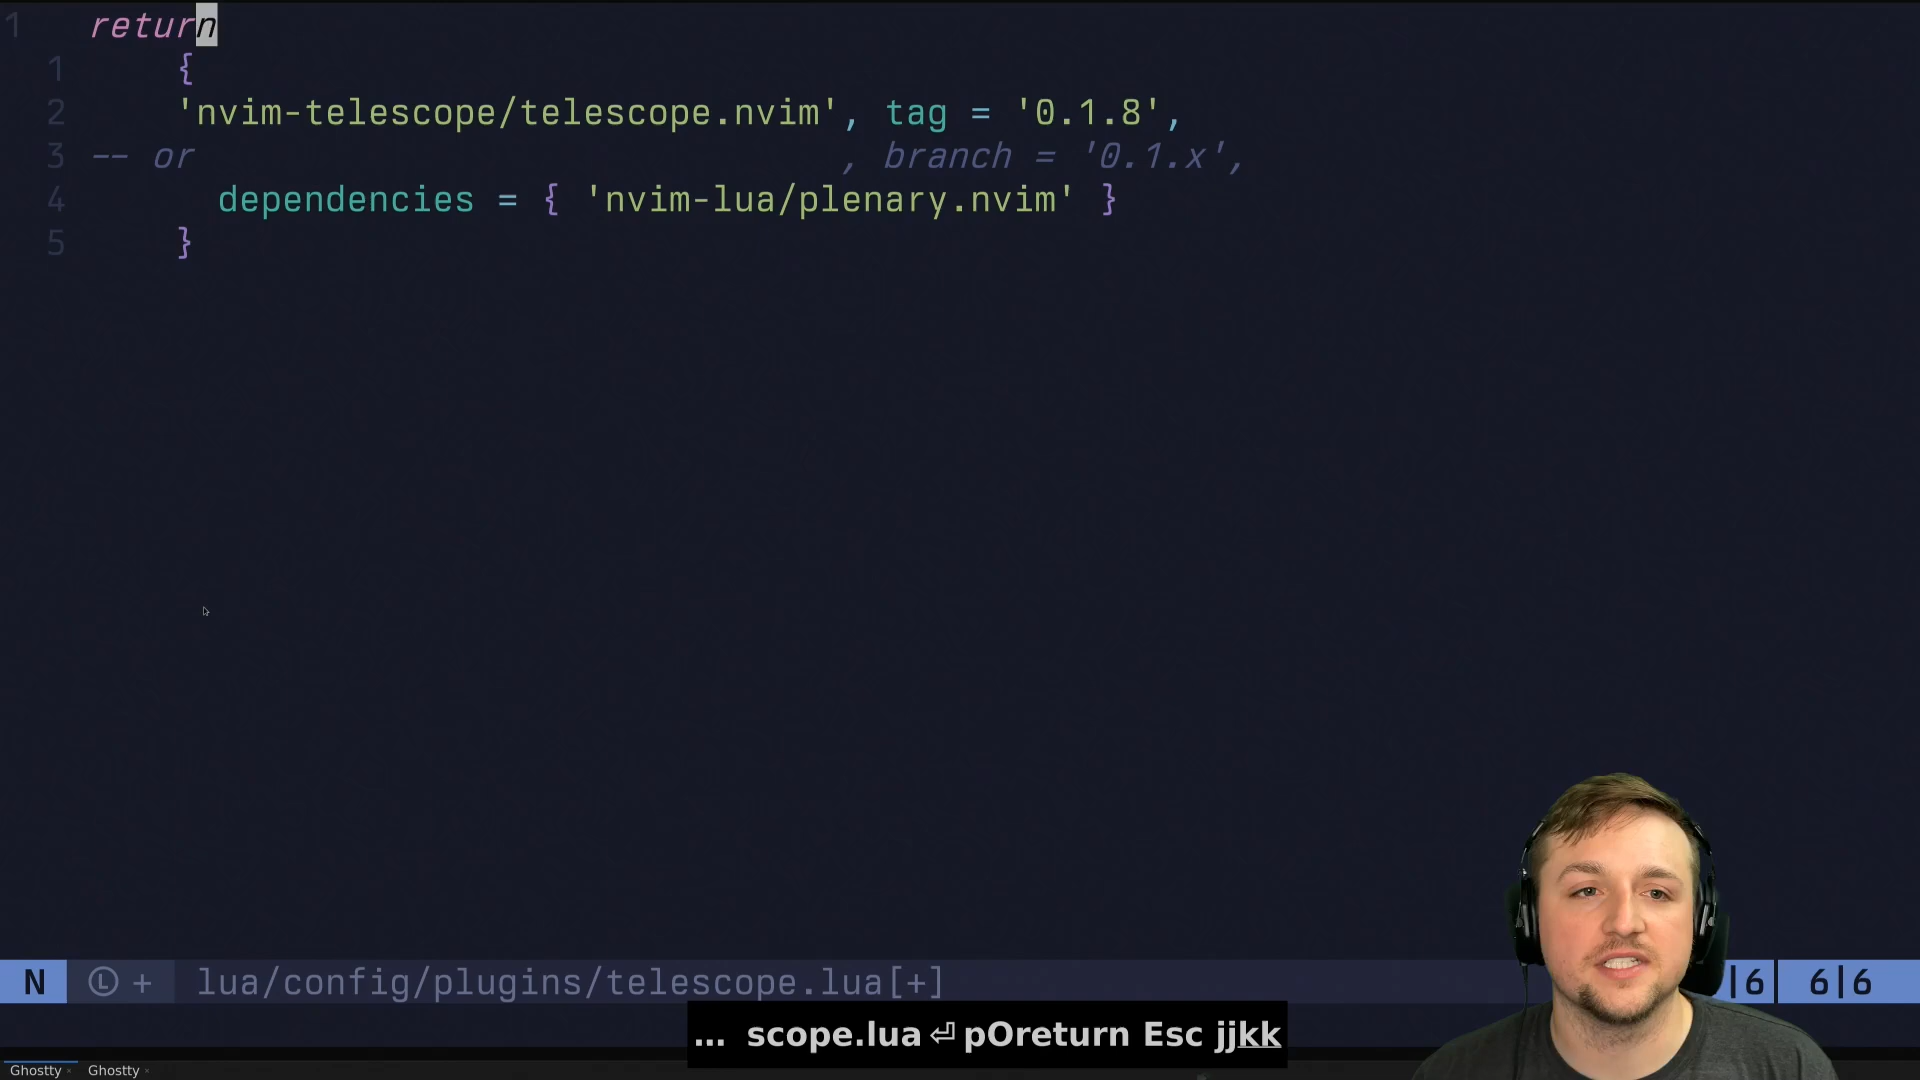 1 return
1 {
2 'nvim-telescope/telescope.nvim', tag = '0.1.8',
3 -- or , branch = '0.1.x',
4 dependencies = { 'nvim-lua/plenary.nvim' }
5 }
N Ⓛ + lua/config/plugins/telescope.lua[+] |6 6|6
... scope.lua⏎pOreturn Esc jjkk
Ghostty × Ghostty ×